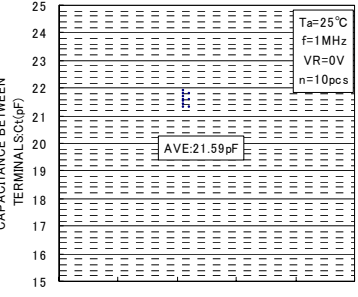 CAPACITANCE BETWEEN
TERMINALS:Ct(pF)
25
24
23
22
21
20
19
18
17
16
15
Ta=25℃
f=1MHz
VR=0V
n=10pcs
AVE:21.59pF